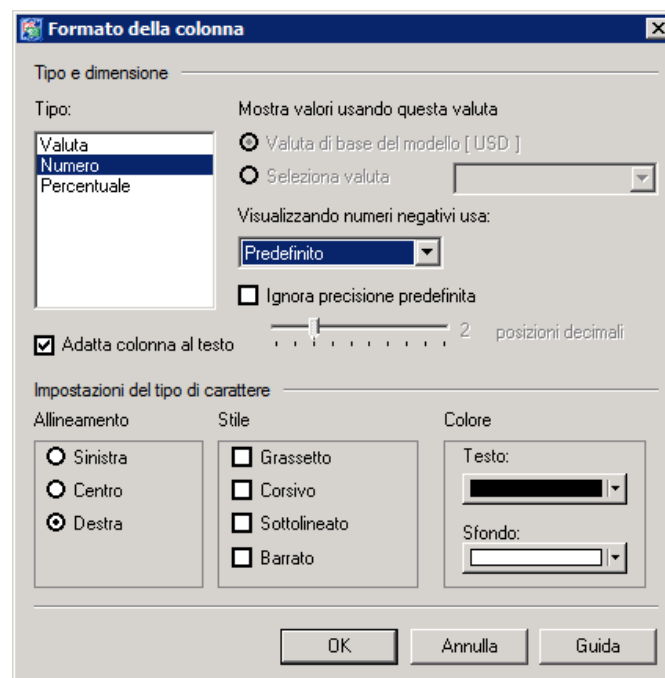 Formato della colonna
Tipo e dimensione
Tipo:
Valuta
Numero
Percentuale
Mostra valori usando questa valuta
Valuta di base del modello [ USD ]
Seleziona valuta
Visualizzando numeri negativi usa:
Predefinito
Ignora precisione predefinita
2 posizioni decimali
Adatta colonna al testo
Impostazioni del tipo di carattere
Allineamento
Sinistra
Centro
Destra
Stile
Grassetto
Corsivo
Sottolineato
Barrato
Colore
Testo:
Sfondo:
OK
Annulla
Guida